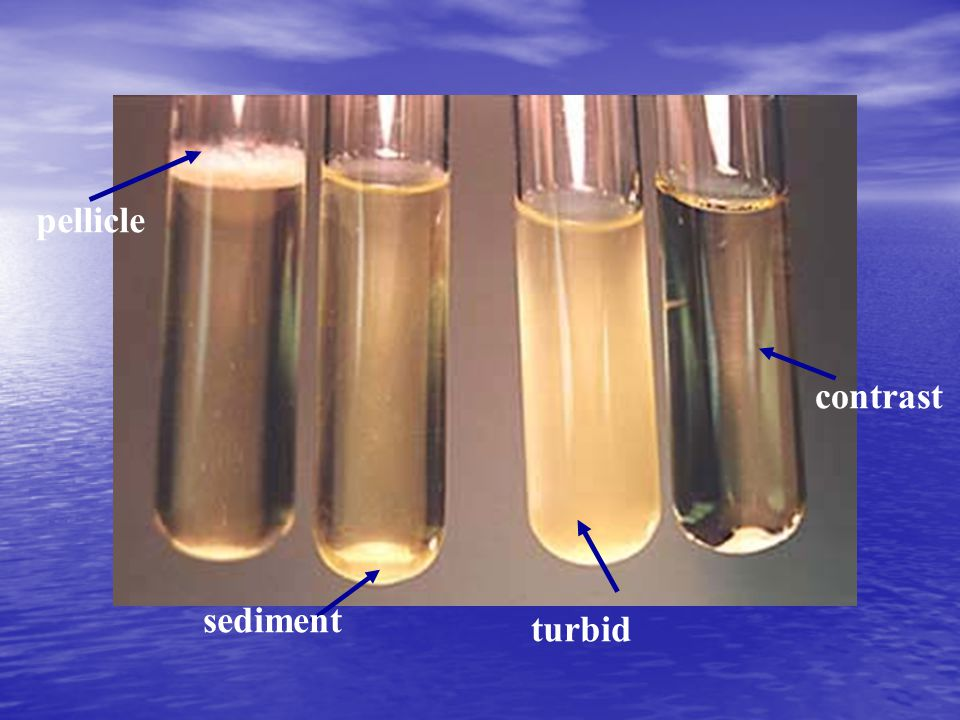 pellicle
contrast
sediment
turbid